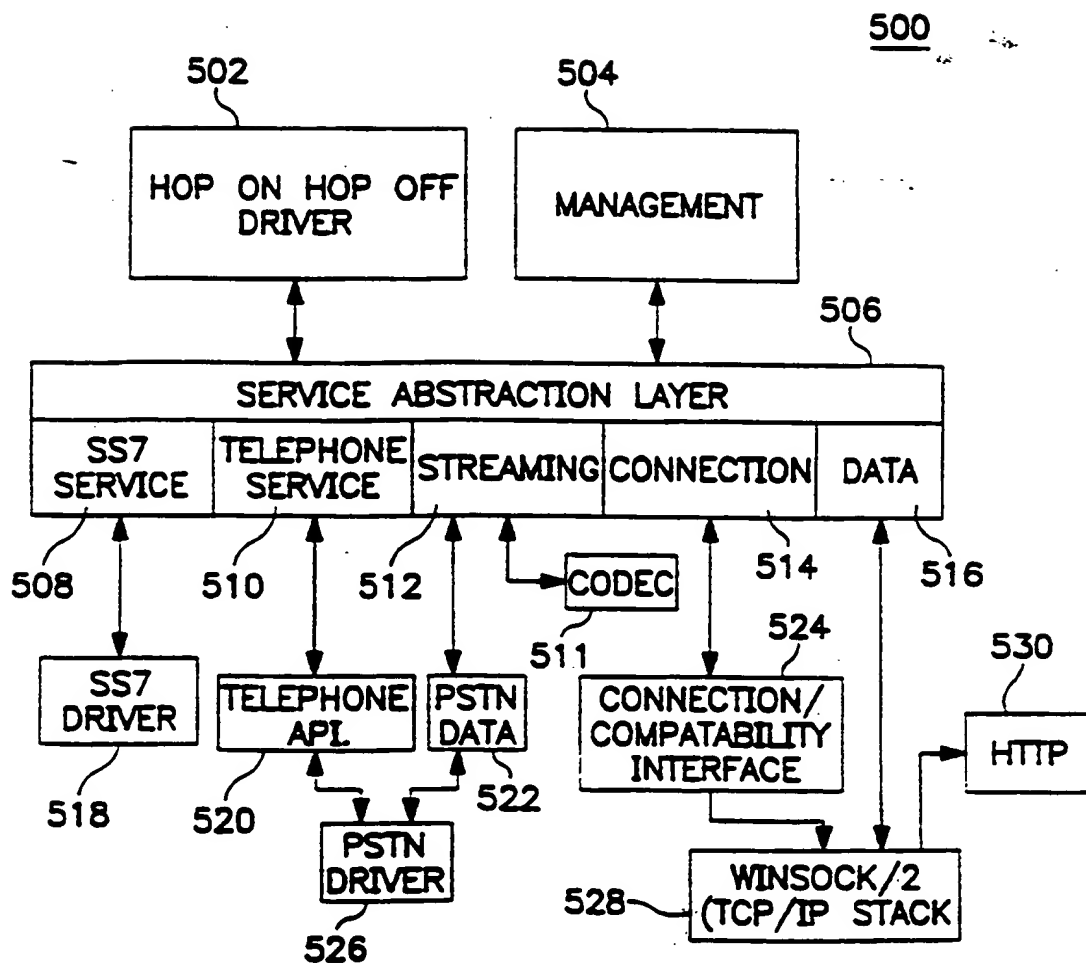 500
502
504
HOP ON HOP OFF
DRIVER
MANAGEMENT
506
SERVICE ABSTRACTION LAYER
SS7
SERVICE
TELEPHONE
SERVICE
STREAMING
CONNECTION
DATA
508
510
512
CODEC
511
514
516
524
530
SS7
DRIVER
TELEPHONE
API.
PSTN
DATA
CONNECTION/
COMPATABILITY
INTERFACE
HTTP
518
520
522
PSTN
DRIVER
526
WINSOCK/2
(TCP/IP STACK
528